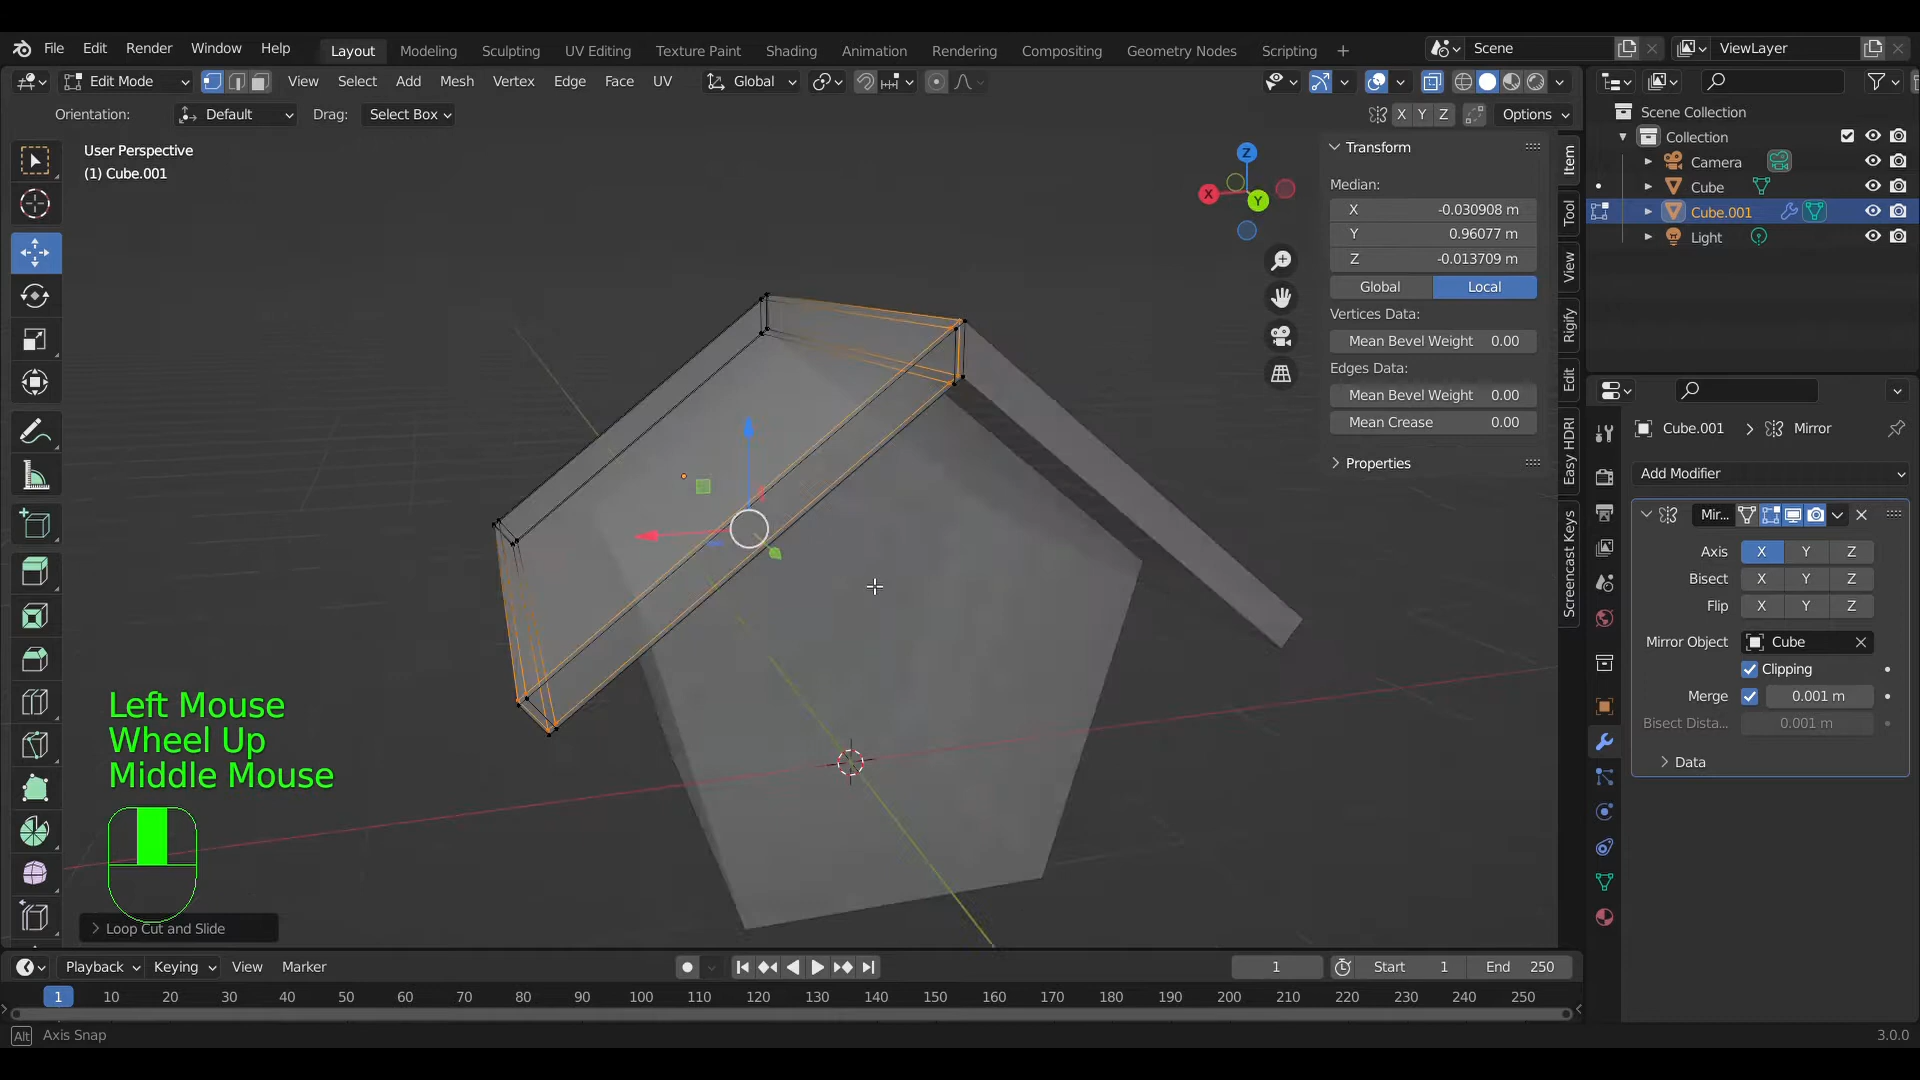 File Edit Render Window Help Layout Modeling Sculpting UV Editing Texture Paint Shading Animation Rendering Compositing Geometry Nodes Scripting + Scene ViewLayer
Edit Mode View Select Add Mesh Vertex Edge Face UV Global
Orientation: Default Drag: Select Box X Y Z Options
User Perspective
(1) Cube.001
Z
X
Y
Transform
Median:
X -0.030908 m
Y 0.96077 m
Z -0.013709 m
Global Local
Vertices Data:
Mean Bevel Weight 0.00
Edges Data:
Mean Bevel Weight 0.00
Mean Crease 0.00
Properties
Item
Tool
View
Rigify
Edit
Easy HDRI
Screencast Keys
Scene Collection
Collection
Camera
Cube
Cube.001
Light
Cube.001 > Mirror
Add Modifier
Mir...
Axis X Y Z
Bisect X Y Z
Flip X Y Z
Mirror Object Cube
Clipping
Merge 0.001 m
Bisect Dista... 0.001 m
Data
Left Mouse
Wheel Up
Middle Mouse
Loop Cut and Slide
Playback Keying View Marker 1 Start 1 End 250
1 10 20 30 40 50 60 70 80 90 100 110 120 130 140 150 160 170 180 190 200 210 220 230 240 250
Alt Axis Snap 3.0.0